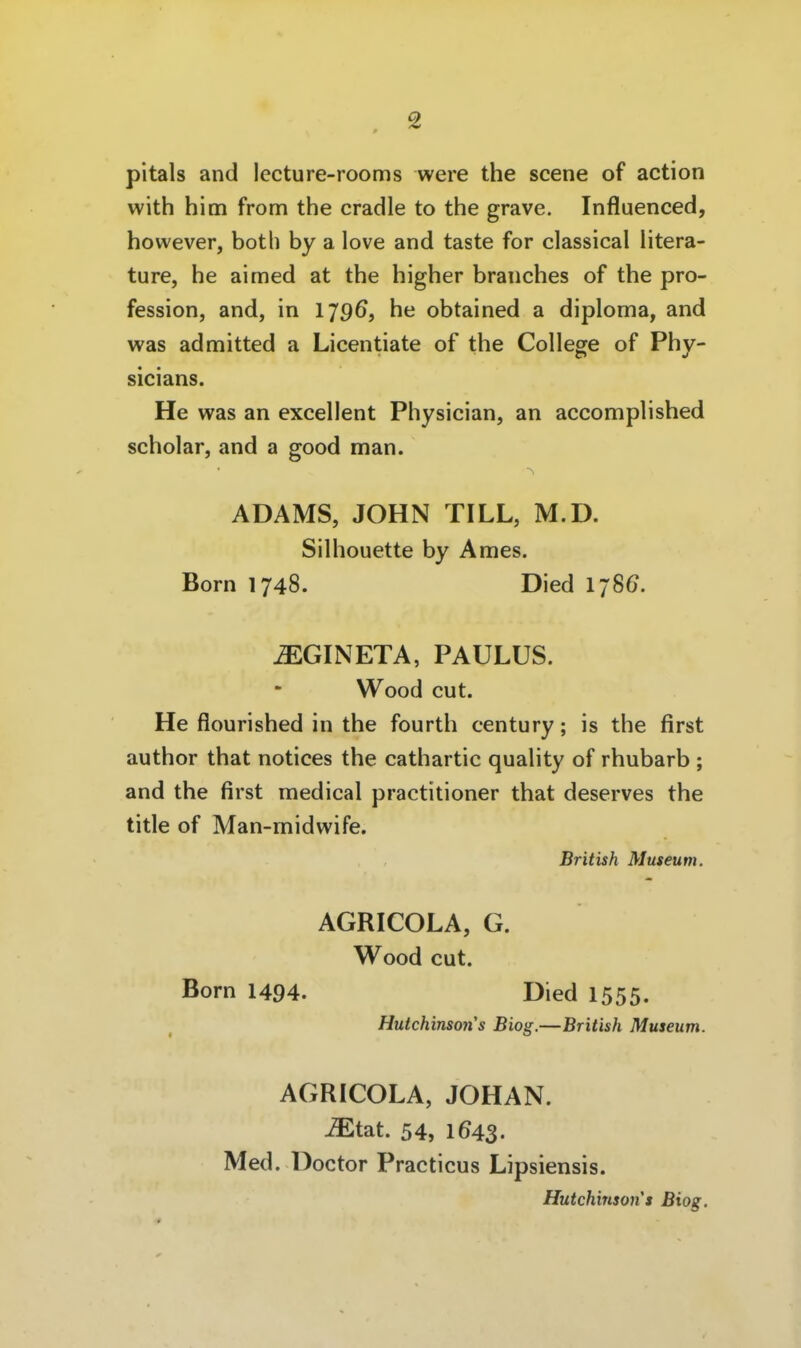 2
pitals and lecture-rooms were the scene of action
with him from the cradle to the grave. Influenced,
however, both by a love and taste for classical litera-
ture, he aimed at the higher branches of the pro-
fession, and, in 1796, he obtained a diploma, and
was admitted a Licentiate of the College of Phy-
sicians.
He was an excellent Physician, an accomplished
scholar, and a good man.
ADAMS, JOHN TILL, M.D.
Silhouette by Ames.
Born 1748. Died 1786.
ÆGINETA, PAULUS.
Wood cut.
He flourished in the fourth century; is the first
author that notices the cathartic quality of rhubarb;
and the first medical practitioner that deserves the
title of Man-midwife.
British Museum.
AGRICOLA, G.
Wood cut.
Born 1494. Died 1555.
Hutchinson's Biog.—British Museum.
AGRICOLA, JOHAN.
Ætat. 54, 1643.
Med. Doctor Practicus Lipsiensis.
Hutchinson's Biog.